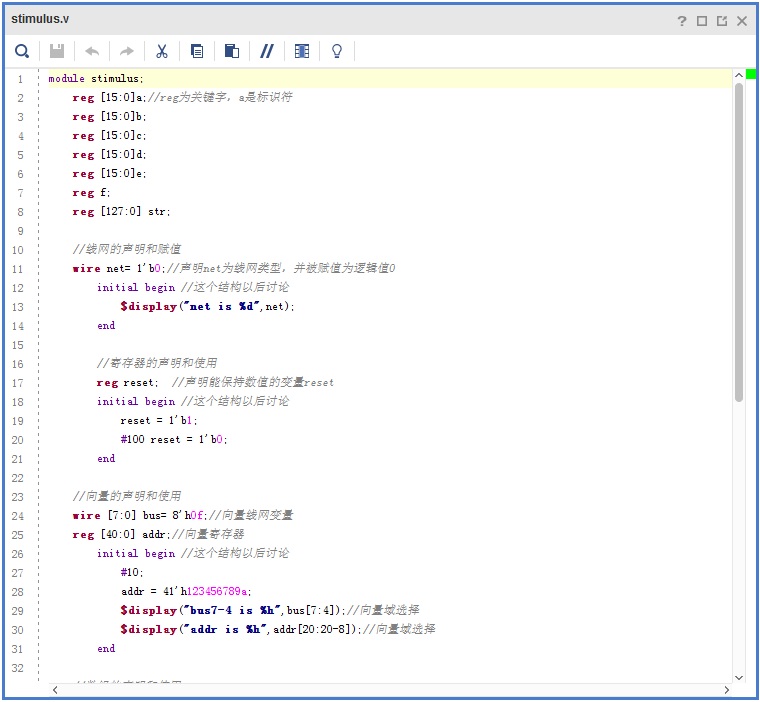 stimulus.v
1 module stimulus;
2 reg [15:0]a;//reg为关键字，a是标识符
3 reg [15:0]b;
4 reg [15:0]c;
5 reg [15:0]d;
6 reg [15:0]e;
7 reg f;
8 reg [127:0] str;
9
10 //线网的声明和赋值
11 wire net= 1'b0;//声明net为线网类型，并被赋值为逻辑值0
12 initial begin //这个结构以后讨论
13 $display("net is %d",net);
14 end
15
16 //寄存器的声明和使用
17 reg reset; //声明能保持数值的变量reset
18 initial begin //这个结构以后讨论
19 reset = 1'b1;
20 #100 reset = 1'b0;
21 end
22
23 //向量的声明和使用
24 wire [7:0] bus= 8'h0f;//向量线网变量
25 reg [40:0] addr;//向量寄存器
26 initial begin //这个结构以后讨论
27 #10;
28 addr = 41'h123456789a;
29 $display("bus7-4 is %h",bus[7:4]);//向量域选择
30 $display("addr is %h",addr[20:20-8]);//向量域选择
31 end
32